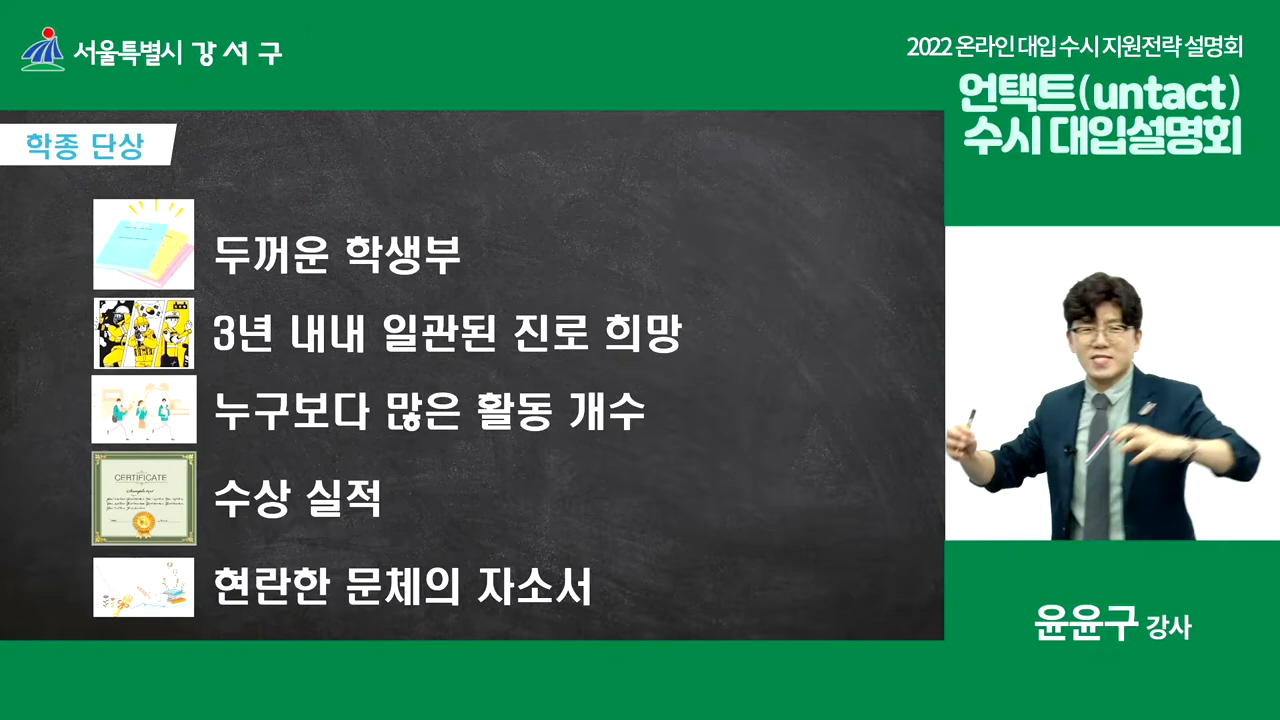 서울특별시 강서구
2022 온라인 대입 수시 지원전략 설명회
언택트(untact)
수시 대입설명회
학종 단상
두꺼운 학생부
3년 내내 일관된 진로 희망
누구보다 많은 활동 개수
CERTIFICATE
수상 실적
현란한 문체의 자소서
윤윤구 강사